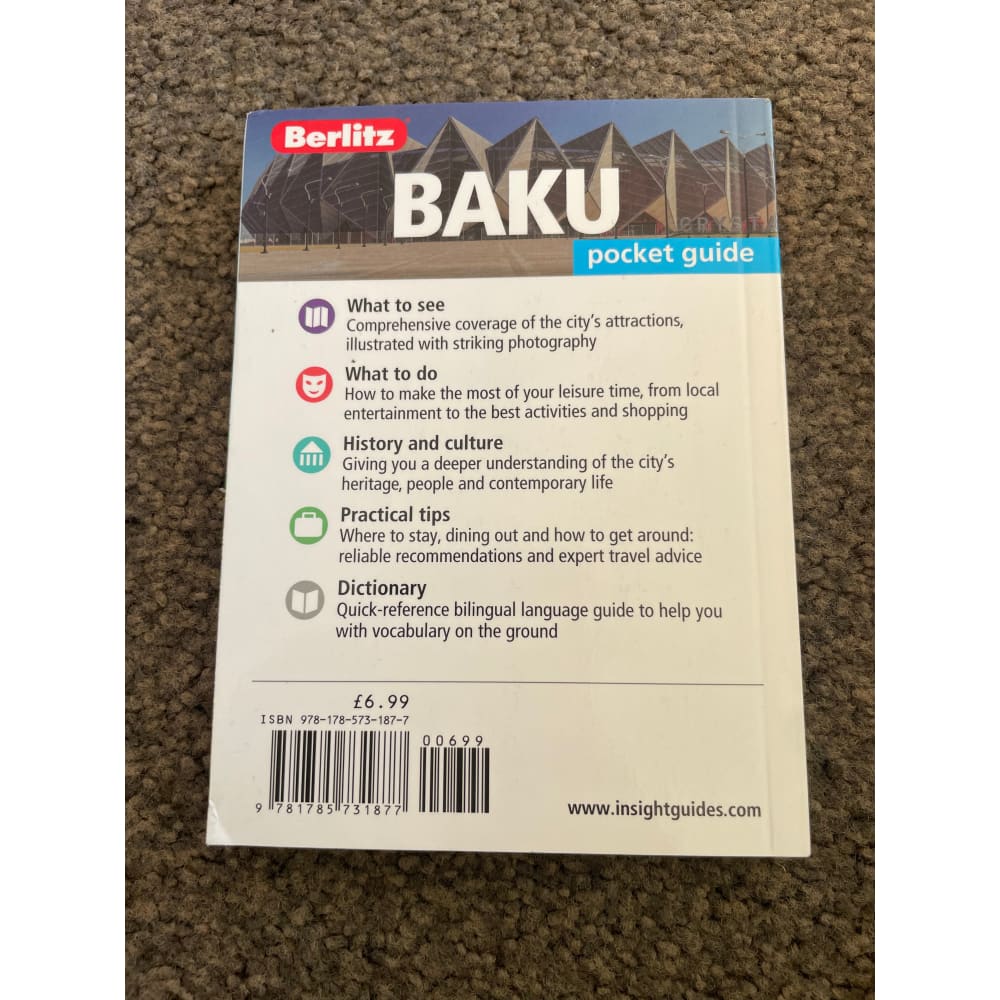 Berlitz
BAKU
CRYST
pocket guide
What to see
Comprehensive coverage of the city's attractions,
illustrated with striking photography
What to do
How to make the most of your leisure time, from local
entertainment to the best activities and shopping
History and culture
Giving you a deeper understanding of the city's
heritage, people and contemporary life
Practical tips
Where to stay, dining out and how to get around:
reliable recommendations and expert travel advice
Dictionary
Quick-reference bilingual language guide to help you
with vocabulary on the ground
£6.99
ISBN 978-178-573-187-7
00699
9 781785 731877
www.insightguides.com